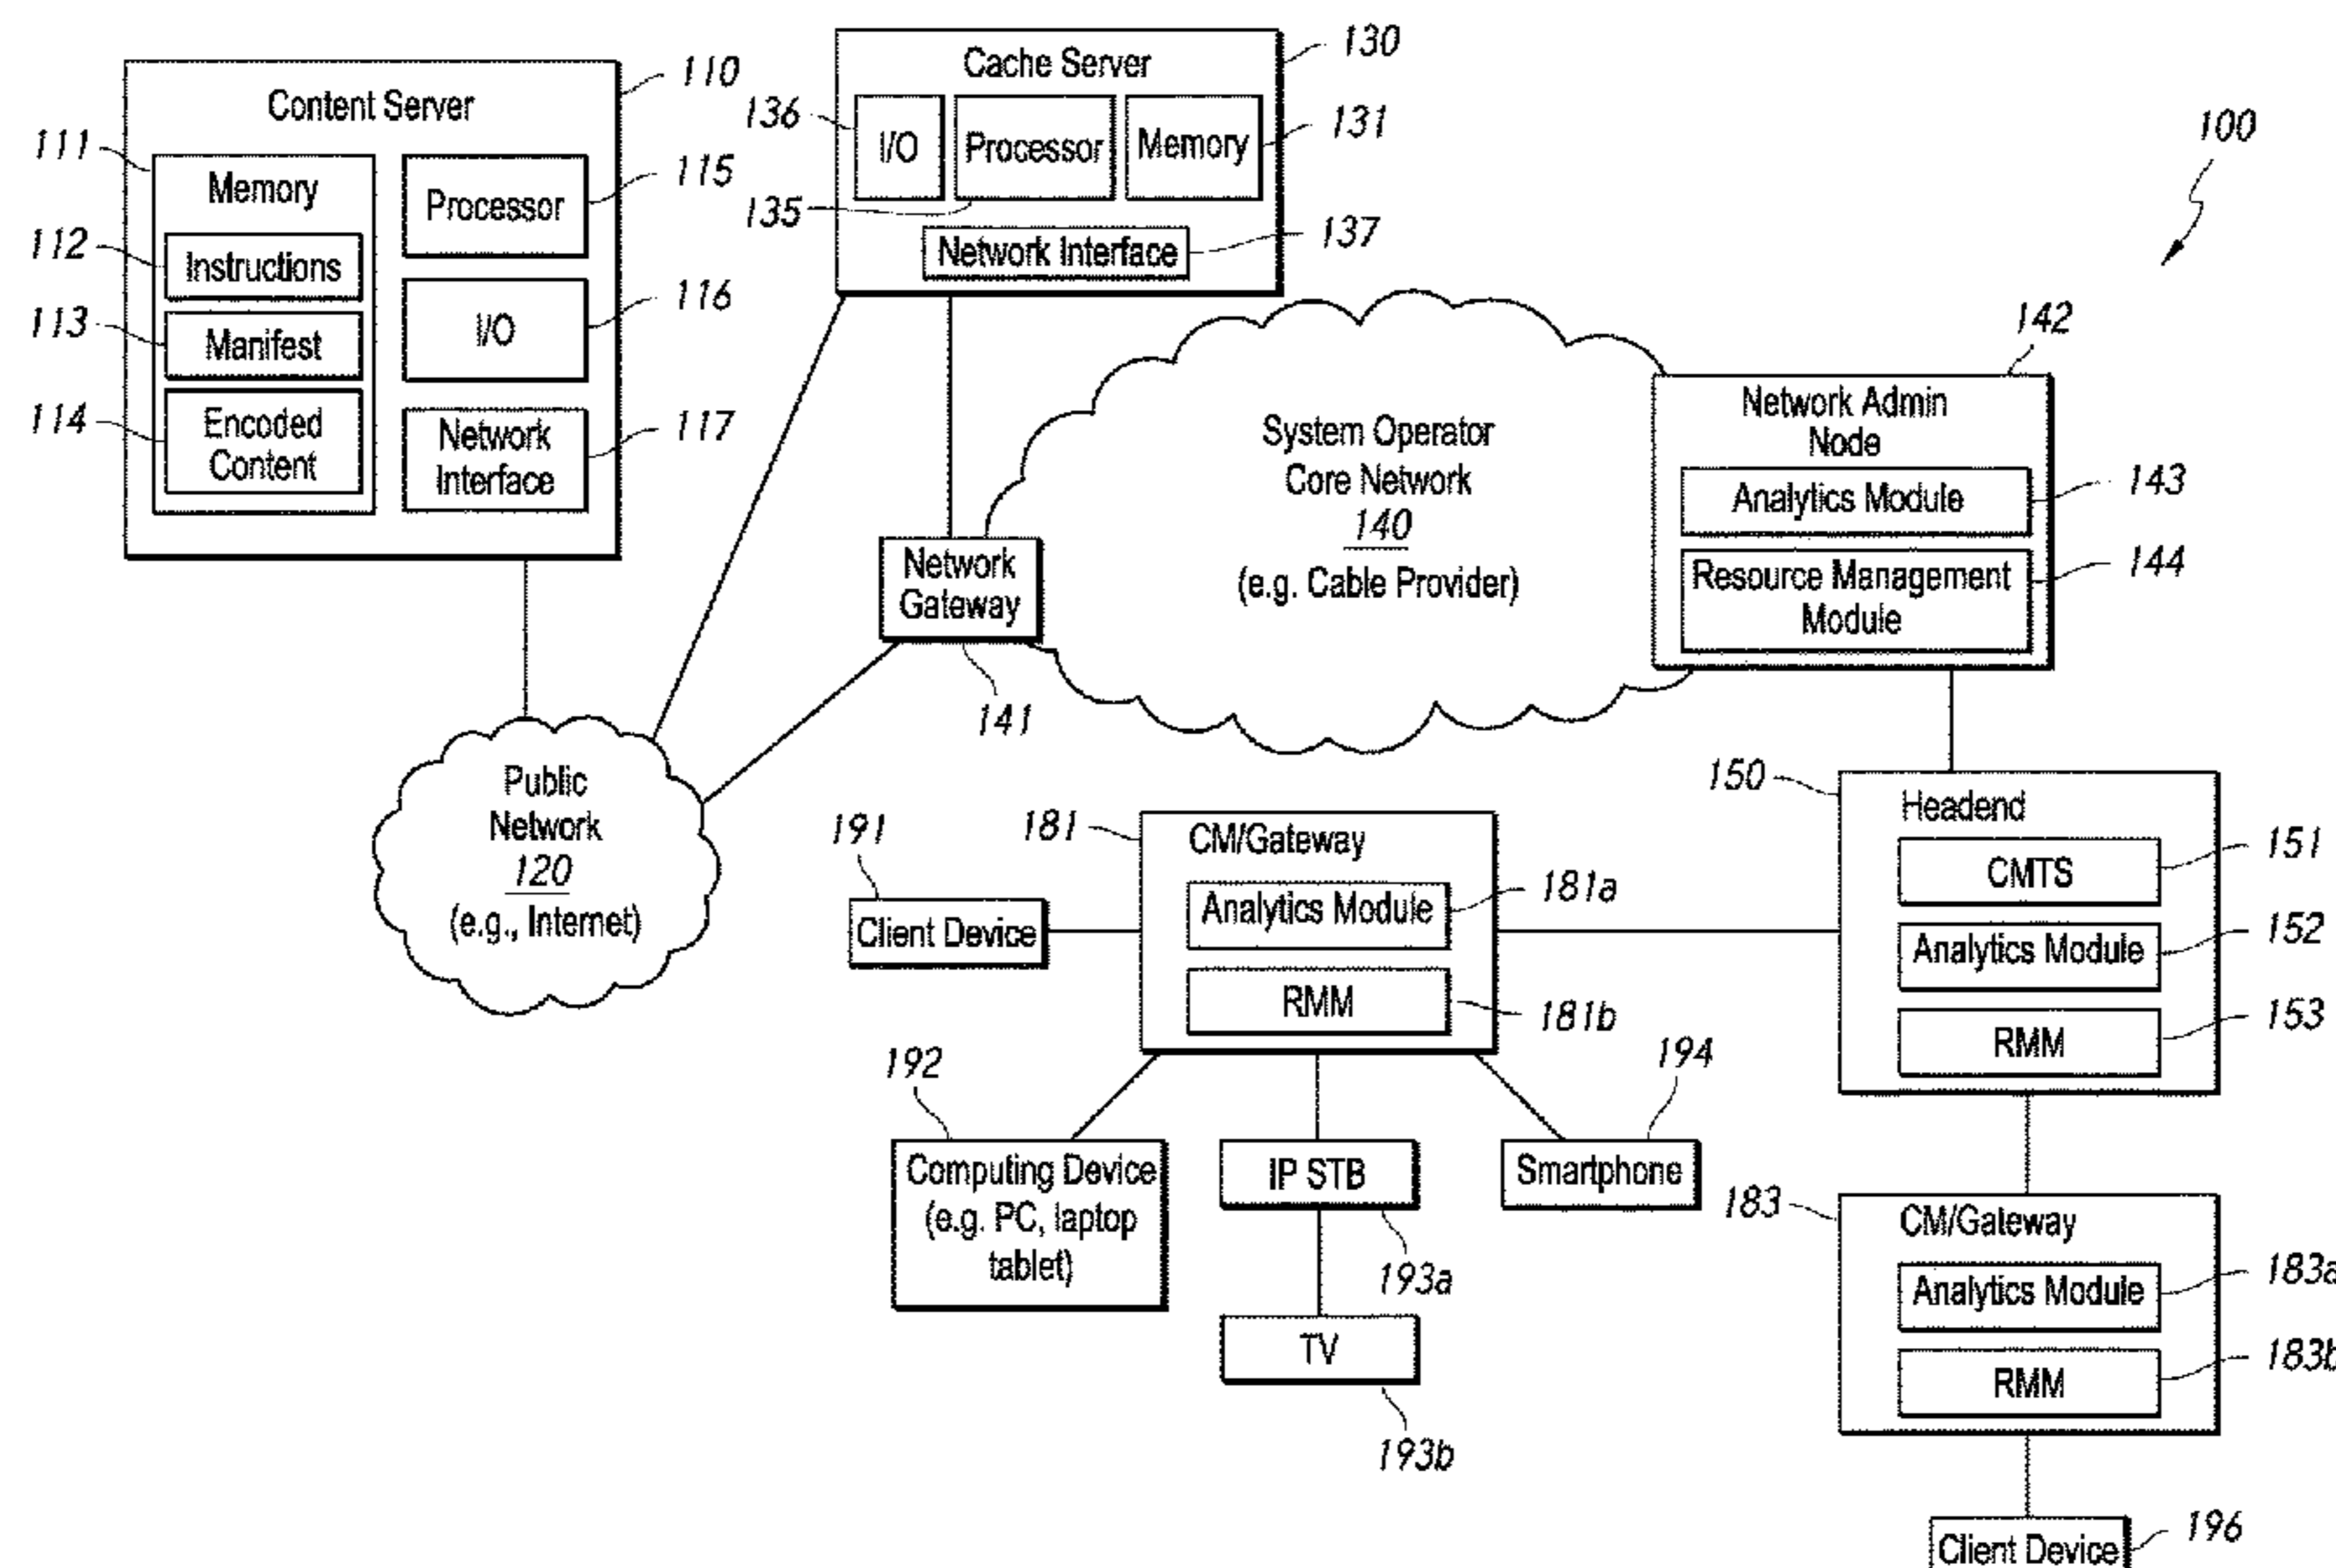 Content Server
110
111
Memory
112
Instructions
113
Manifest
114
Encoded
Content
Processor
115
I/O
116
Network
Interface
117
Cache Server
130
136
I/O
Processor
Memory
131
135
Network Interface
137
100
System Operator
Core Network
140
(e.g. Cable Provider)
142
Network Admin
Node
Analytics Module
143
Resource Management
Module
144
Network
Gateway
141
Public
Network
120
(e.g., Internet)
150
Headend
CMTS
151
Analytics Module
152
RMM
153
191
Client Device
181
CM/Gateway
Analytics Module
181a
RMM
181b
192
Computing Device
(e.g. PC, laptop
tablet)
IP STB
193a
TV
193b
194
Smartphone
183
CM/Gateway
Analytics Module
183a
RMM
183b
Client Device
196